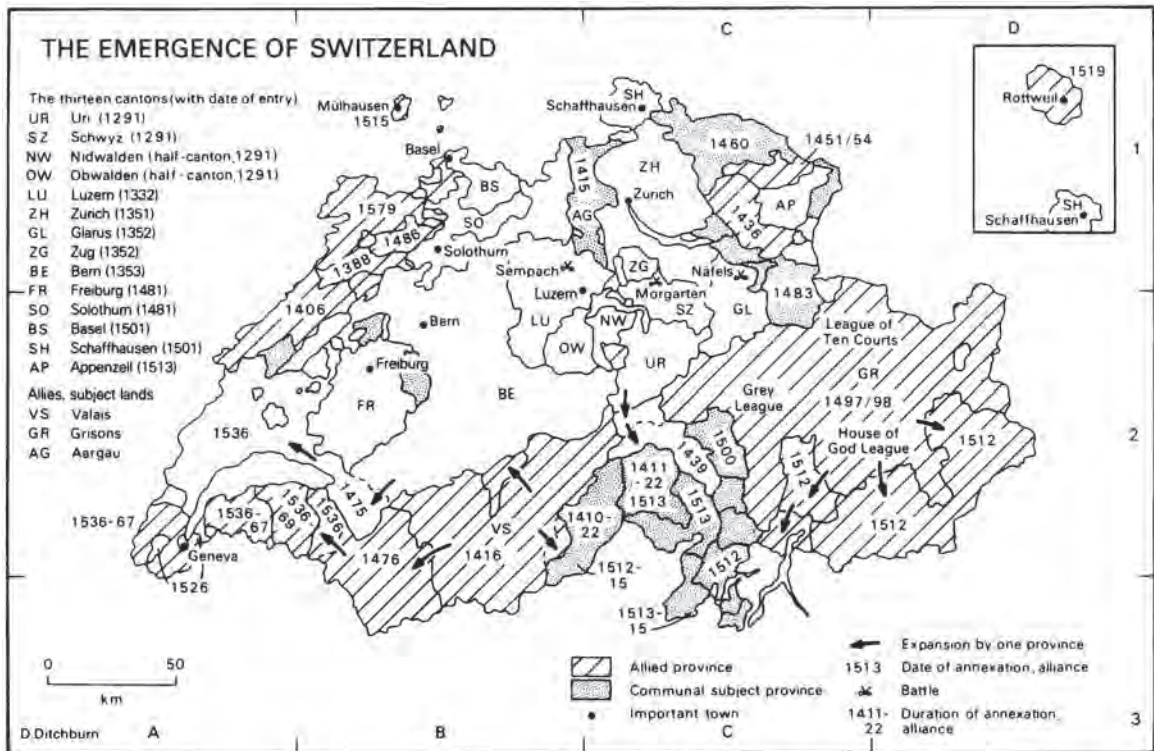 THE EMERGENCE OF SWITZERLAND
The thirteen cantons (with date of entry)
UR Uri (1291)
SZ Schwyz (1291)
NW Nidwalden (half-canton, 1291)
OW Obwalden (half-canton, 1291)
LU Luzern (1332)
ZH Zurich (1351)
GL Glarus (1352)
ZG Zug (1352)
BE Bern (1353)
FR Freiburg (1481)
SO Solothurn (1481)
BS Basel (1501)
SH Schaffhausen (1501)
AP Appenzell (1513)
Allies, subject lands
VS Valais
GR Grisons
AG Aargau
C
D
SH
Schaffhausen
Mülhausen
1515
Basel
1519
Rottweil
SH
Schaffhausen
1
1460
1451/54
1415
ZH
Zurich
BS
SO
AG
AP
1436
1579
1486
1388
Solothurn
Sempach
ZG
Näfels
Luzern
Morgarten
SZ
GL
1483
1406
Bern
LU
NW
OW
UR
League of
Ten Courts
GR
1497/98
Freiburg
FR
BE
Grey
League
House of
God League
1512
2
1536
1500
1439
1411
-22
1513
1513
1512
1512
1475
1536-67
1536-
67
1536-
69
1536
VS
1410-
22
1476
1416
1512
Geneva
1526
1512-
15
1513-
15
0 50
km
Allied province
Communal subject province
Important town
Expansion by one province
1513 Date of annexation, alliance
Battle
1411-
22 Duration of annexation, alliance
D.Ditchburn
A
B
C
3